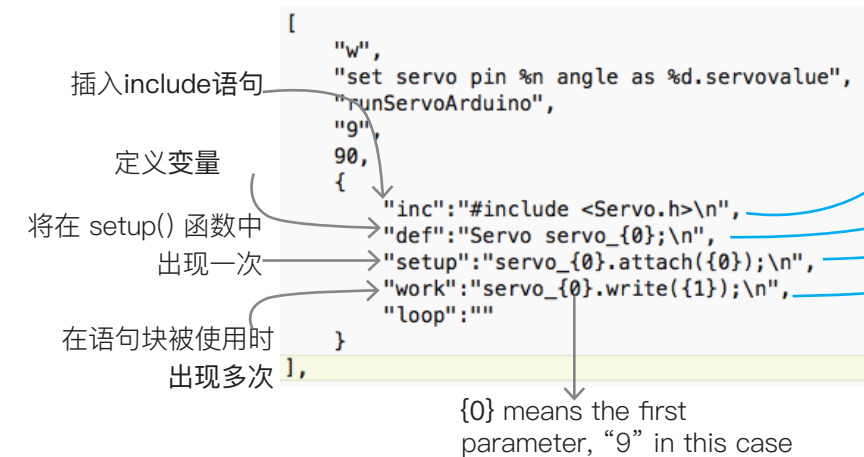 [
"w",
"set servo pin %n angle as %d.servovalue",
插入include语句
"runServoArduino",
"9",
定义变量
90,
{
"inc":"#include <Servo.h>\n",
将在 setup() 函数中
出现一次
"def":"Servo servo_{0};\n",
"setup":"servo_{0}.attach({0});\n",
"work":"servo_{0}.write({1});\n",
"loop":""
在语句块被使用时
出现多次
}
],
{0} means the first
parameter, “9” in this case